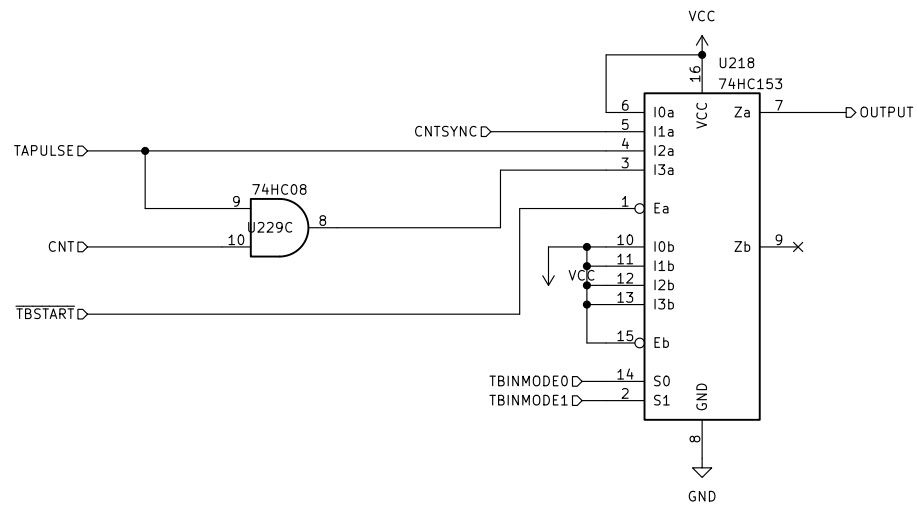 VCC
U218
74HC153
16
VCC
6 I0a
Za 7
OUTPUT
CNTSYNC
5 I1a
TAPULSE
4 I2a
3 I3a
74HC08
9
U229C
8
1 Ea
CNT
10
10 I0b
Zb 9
11 I1b
VCC
12 I2b
13 I3b
TBSTART
15 Eb
TBINMODE0
14 S0
TBINMODE1
2 S1
GND
8
GND